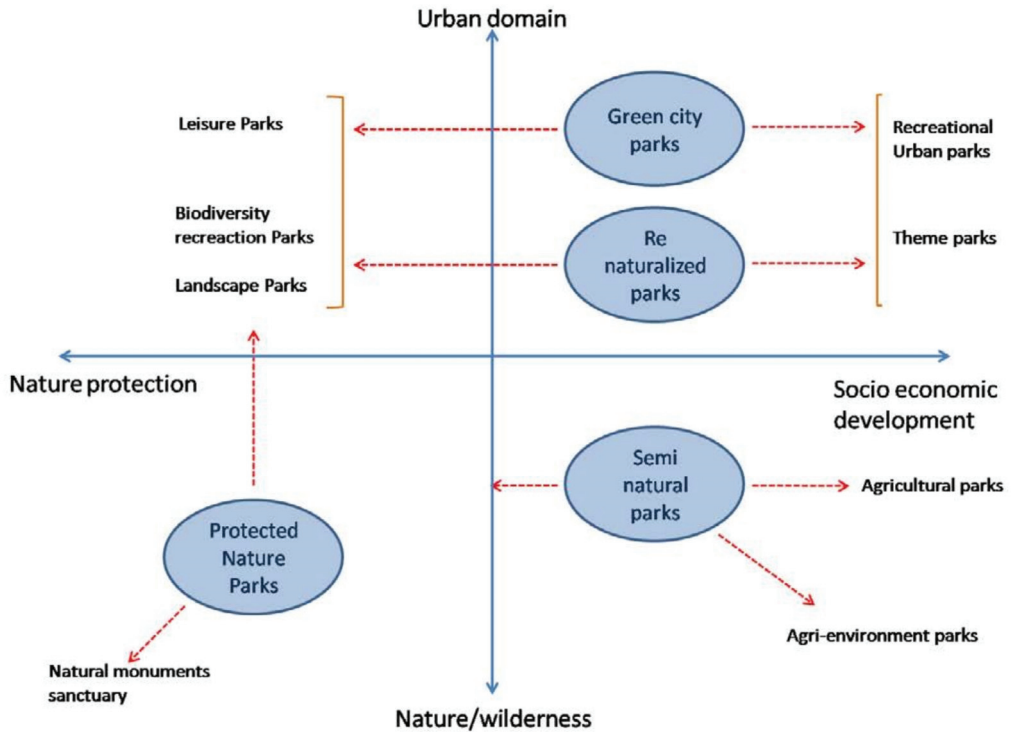 Urban domain
Leisure Parks
Green city
parks
Recreational
Urban parks
Biodiversity
recreaction Parks
Re
naturalized
parks
Theme parks
Landscape Parks
Nature protection
Socio economic
development
Semi
natural
parks
Agricultural parks
Protected
Nature
Parks
Agri-environment parks
Natural monuments
sanctuary
Nature/wilderness